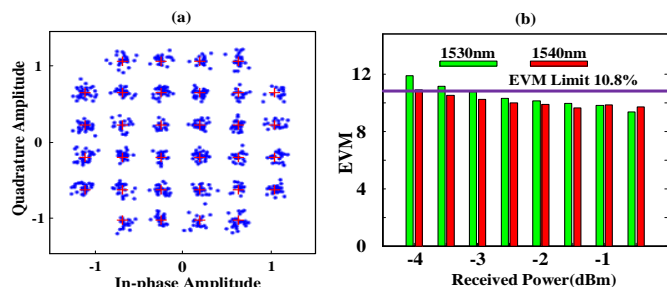 (a)
Quadrature Amplitude
1
0
-1
-1
0
1
In-phase Amplitude
(b)
1530nm
1540nm
EVM Limit 10.8%
EVM
12
8
4
0
-4
-3
-2
-1
Received Power(dBm)